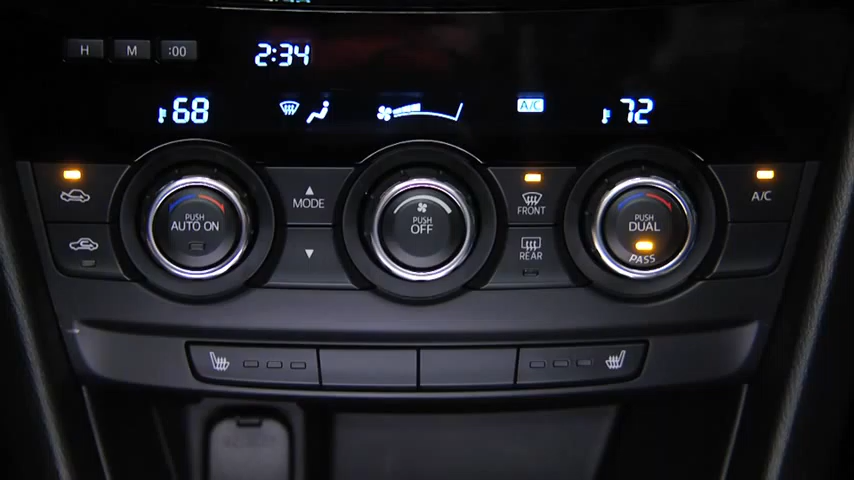 H M :00 2:34
68 A/C 72
MODE
PUSH
AUTO ON
PUSH
OFF
FRONT
REAR
PUSH
DUAL
PASS
A/C